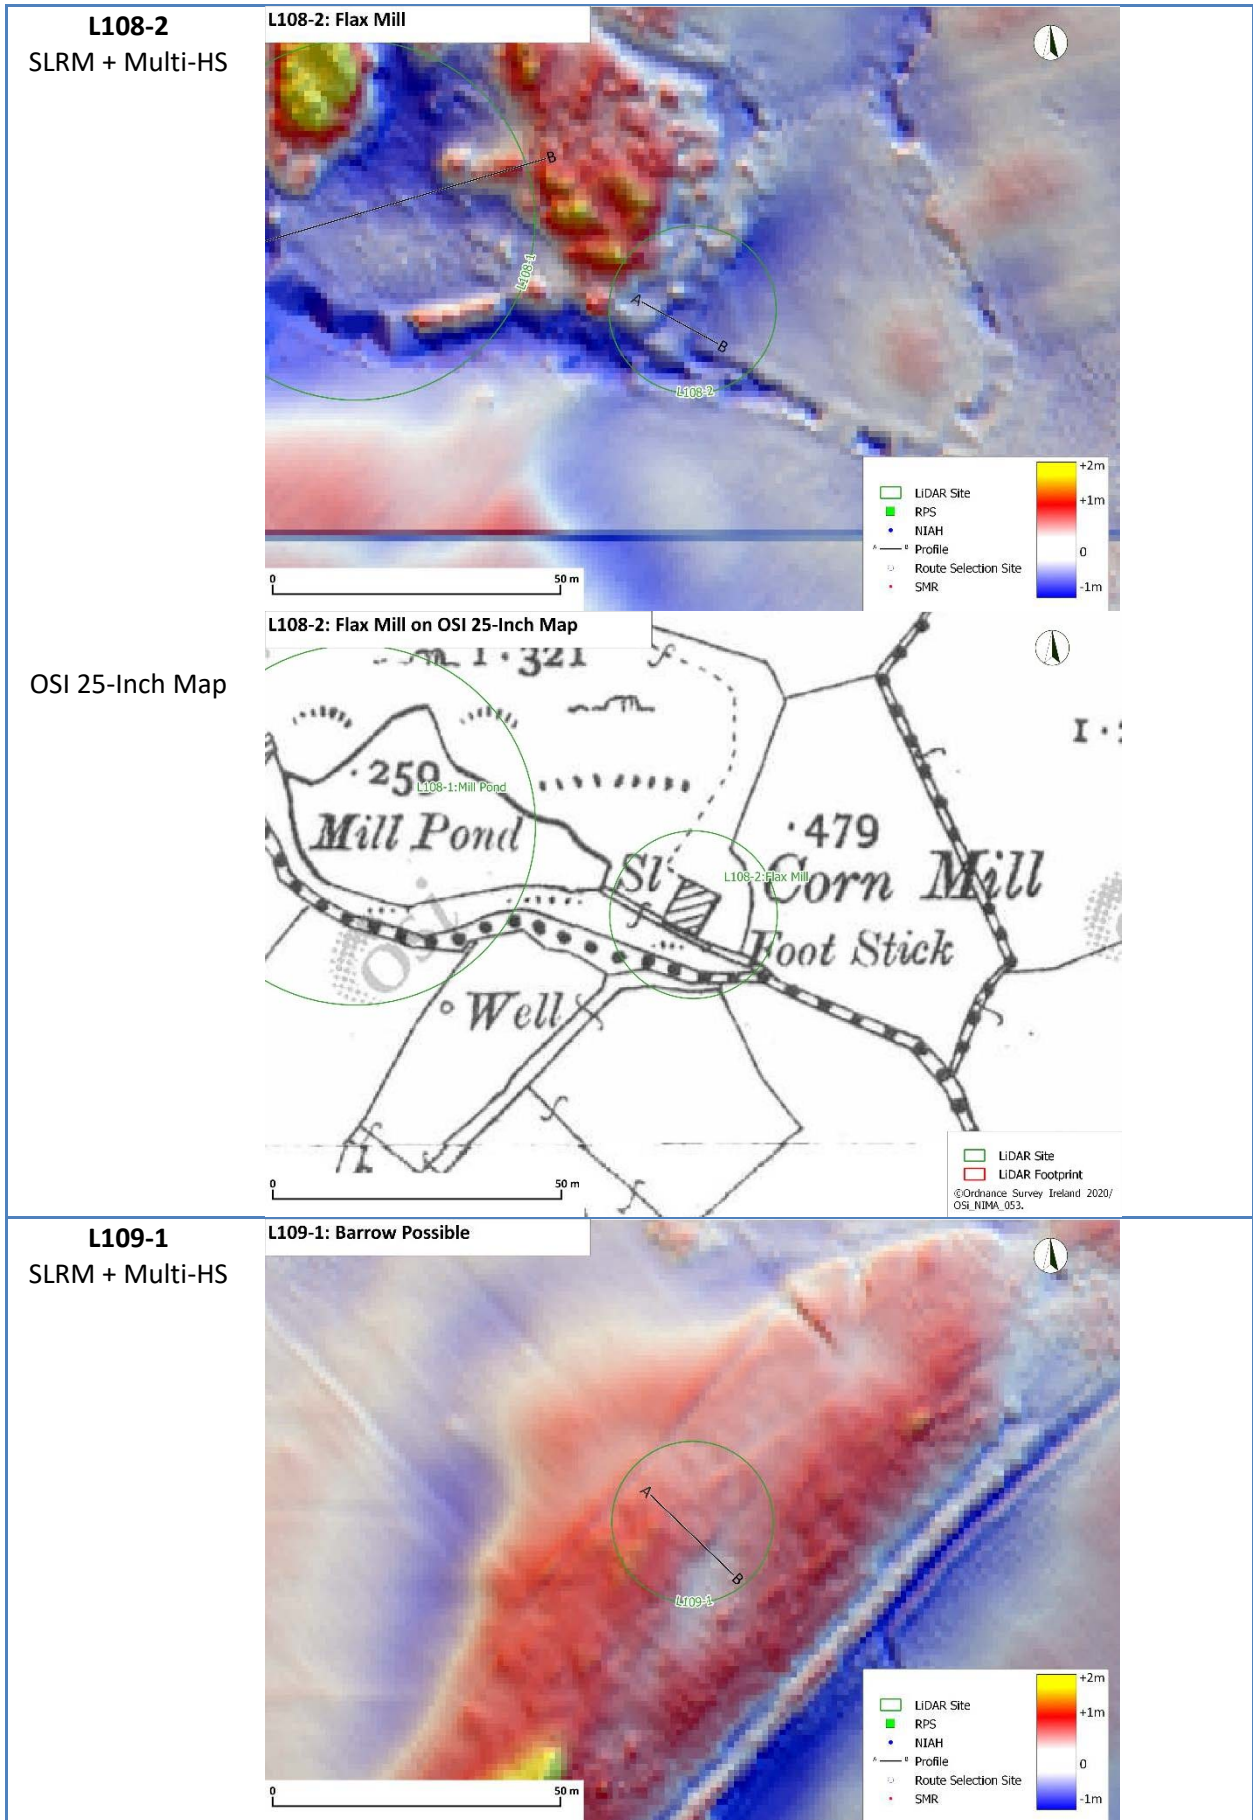 L108-2
SLRM + Multi-HS
L108-2: Flax Mill
B
L108-1
A
B
L108-2
LiDAR Site
RPS
NIAH
A B Profile
Route Selection Site
SMR
+2m
+1m
0
-1m
0 50 m
OSI 25-Inch Map
L108-2: Flax Mill on OSI 25-Inch Map
1·321
f
1·
·250
L108-1:Mill Pond
Mill Pond
·479
Sl
L108-2:Flax Mill
Corn Mill
f
Foot Stick
OSi
Well
LiDAR Site
LiDAR Footprint
©Ordnance Survey Ireland 2020/
OSi_NIMA_053.
0 50 m
L109-1
SLRM + Multi-HS
L109-1: Barrow Possible
A
B
L109-1
LiDAR Site
RPS
NIAH
A B Profile
Route Selection Site
SMR
+2m
+1m
0
-1m
0 50 m